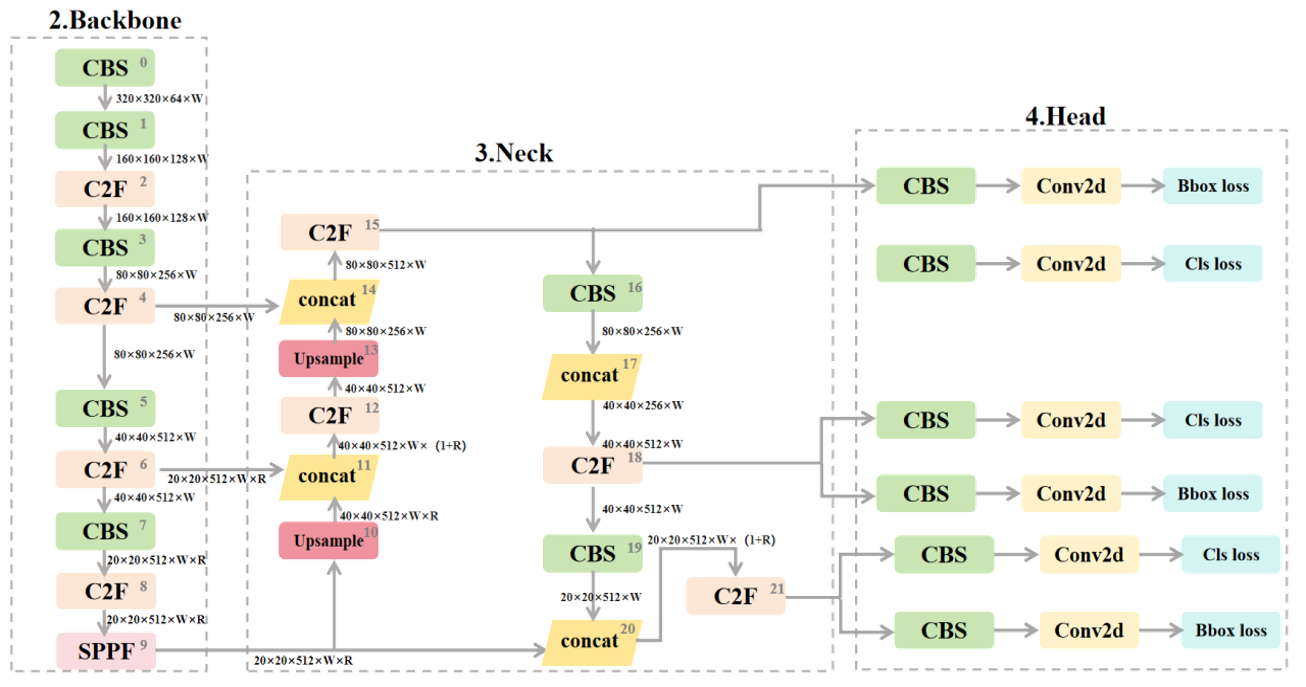 2.Backbone
CBS 0
320×320×64×W
CBS 1
160×160×128×W
C2F 2
160×160×128×W
CBS 3
80×80×256×W
C2F 4
80×80×256×W
80×80×256×W
CBS 5
40×40×512×W
C2F 6
20×20×512×W×R
40×40×512×W
CBS 7
20×20×512×W×R
C2F 8
20×20×512×W×R
SPPF 9
20×20×512×W×R
3.Neck
C2F 15
80×80×512×W
concat 14
80×80×256×W
Upsample 13
40×40×512×W
C2F 12
40×40×512×W× (1+R)
concat 11
40×40×512×W×R
Upsample 10
CBS 16
80×80×256×W
concat 17
40×40×256×W
40×40×512×W
C2F 18
40×40×512×W
CBS 19
20×20×512×W× (1+R)
20×20×512×W
concat 20
C2F 21
4.Head
CBS Conv2d Bbox loss
CBS Conv2d Cls loss
CBS Conv2d Cls loss
CBS Conv2d Bbox loss
CBS Conv2d Cls loss
CBS Conv2d Bbox loss